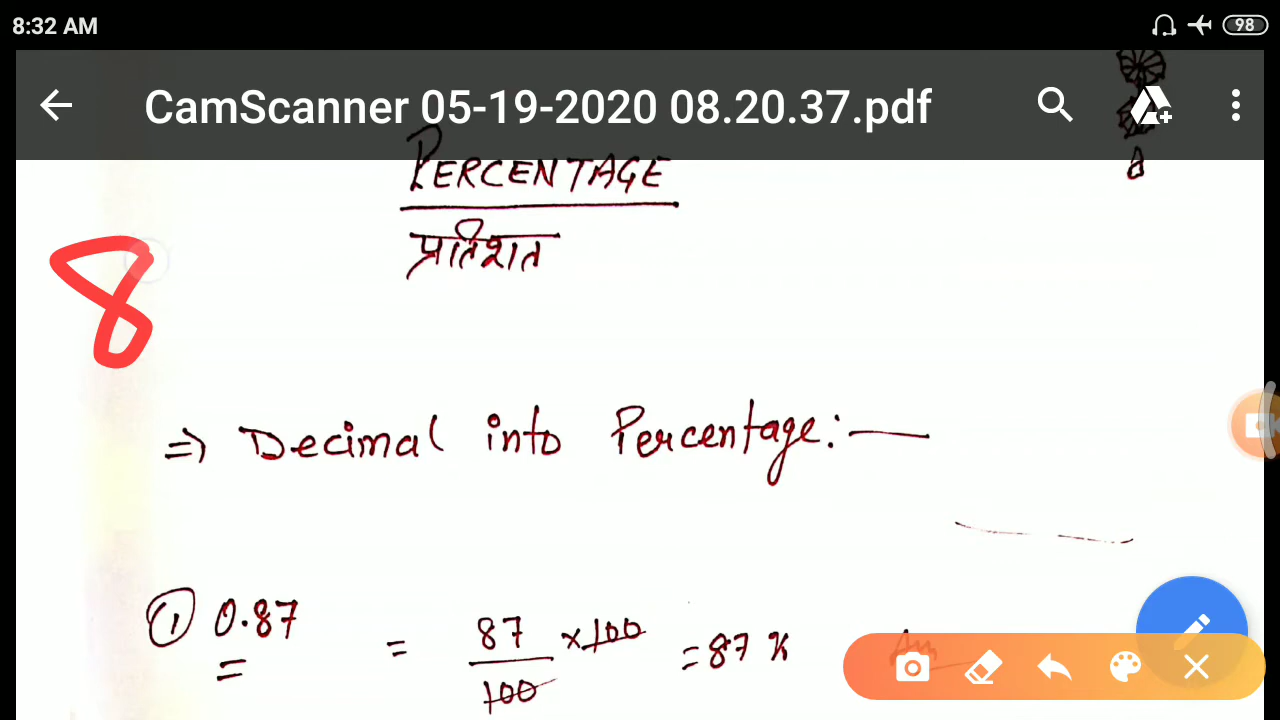 8:32 AM 98
CamScanner 05-19-2020 08.20.37.pdf
PERCENTAGE
प्रतिशत
8
⇒ Decimal into Percentage:—
① 0.87 = 87/100 ×100 = 87 % Ans